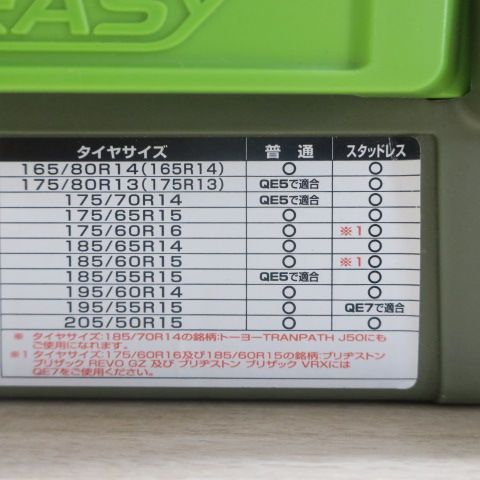 EASY
タイヤサイズ 普通 スタッドレス
165/80R14(165R14) ○ ○
175/80R13(175R13) QE5で適合 ○
175/70R14 QE5で適合 ○
175/65R15 ○ ○
175/60R16 ○ ※1 ○
185/65R14 ○ ○
185/60R15 ○ ※1 ○
185/55R15 QE5で適合 ○
195/60R14 ○ ○
195/55R15 ○ QE7で適合
205/50R15 ○ ○
※ タイヤサイズ:185/70R14の銘柄:トーヨーTRANPATH J50にも
ご使用になれます。
※1 タイヤサイズ:175/60R16及び185/60R15の銘柄:ブリヂストン
ブリザック REVO GZ 及び ブリヂストン ブリザック VRXには
QE7をご使用ください。